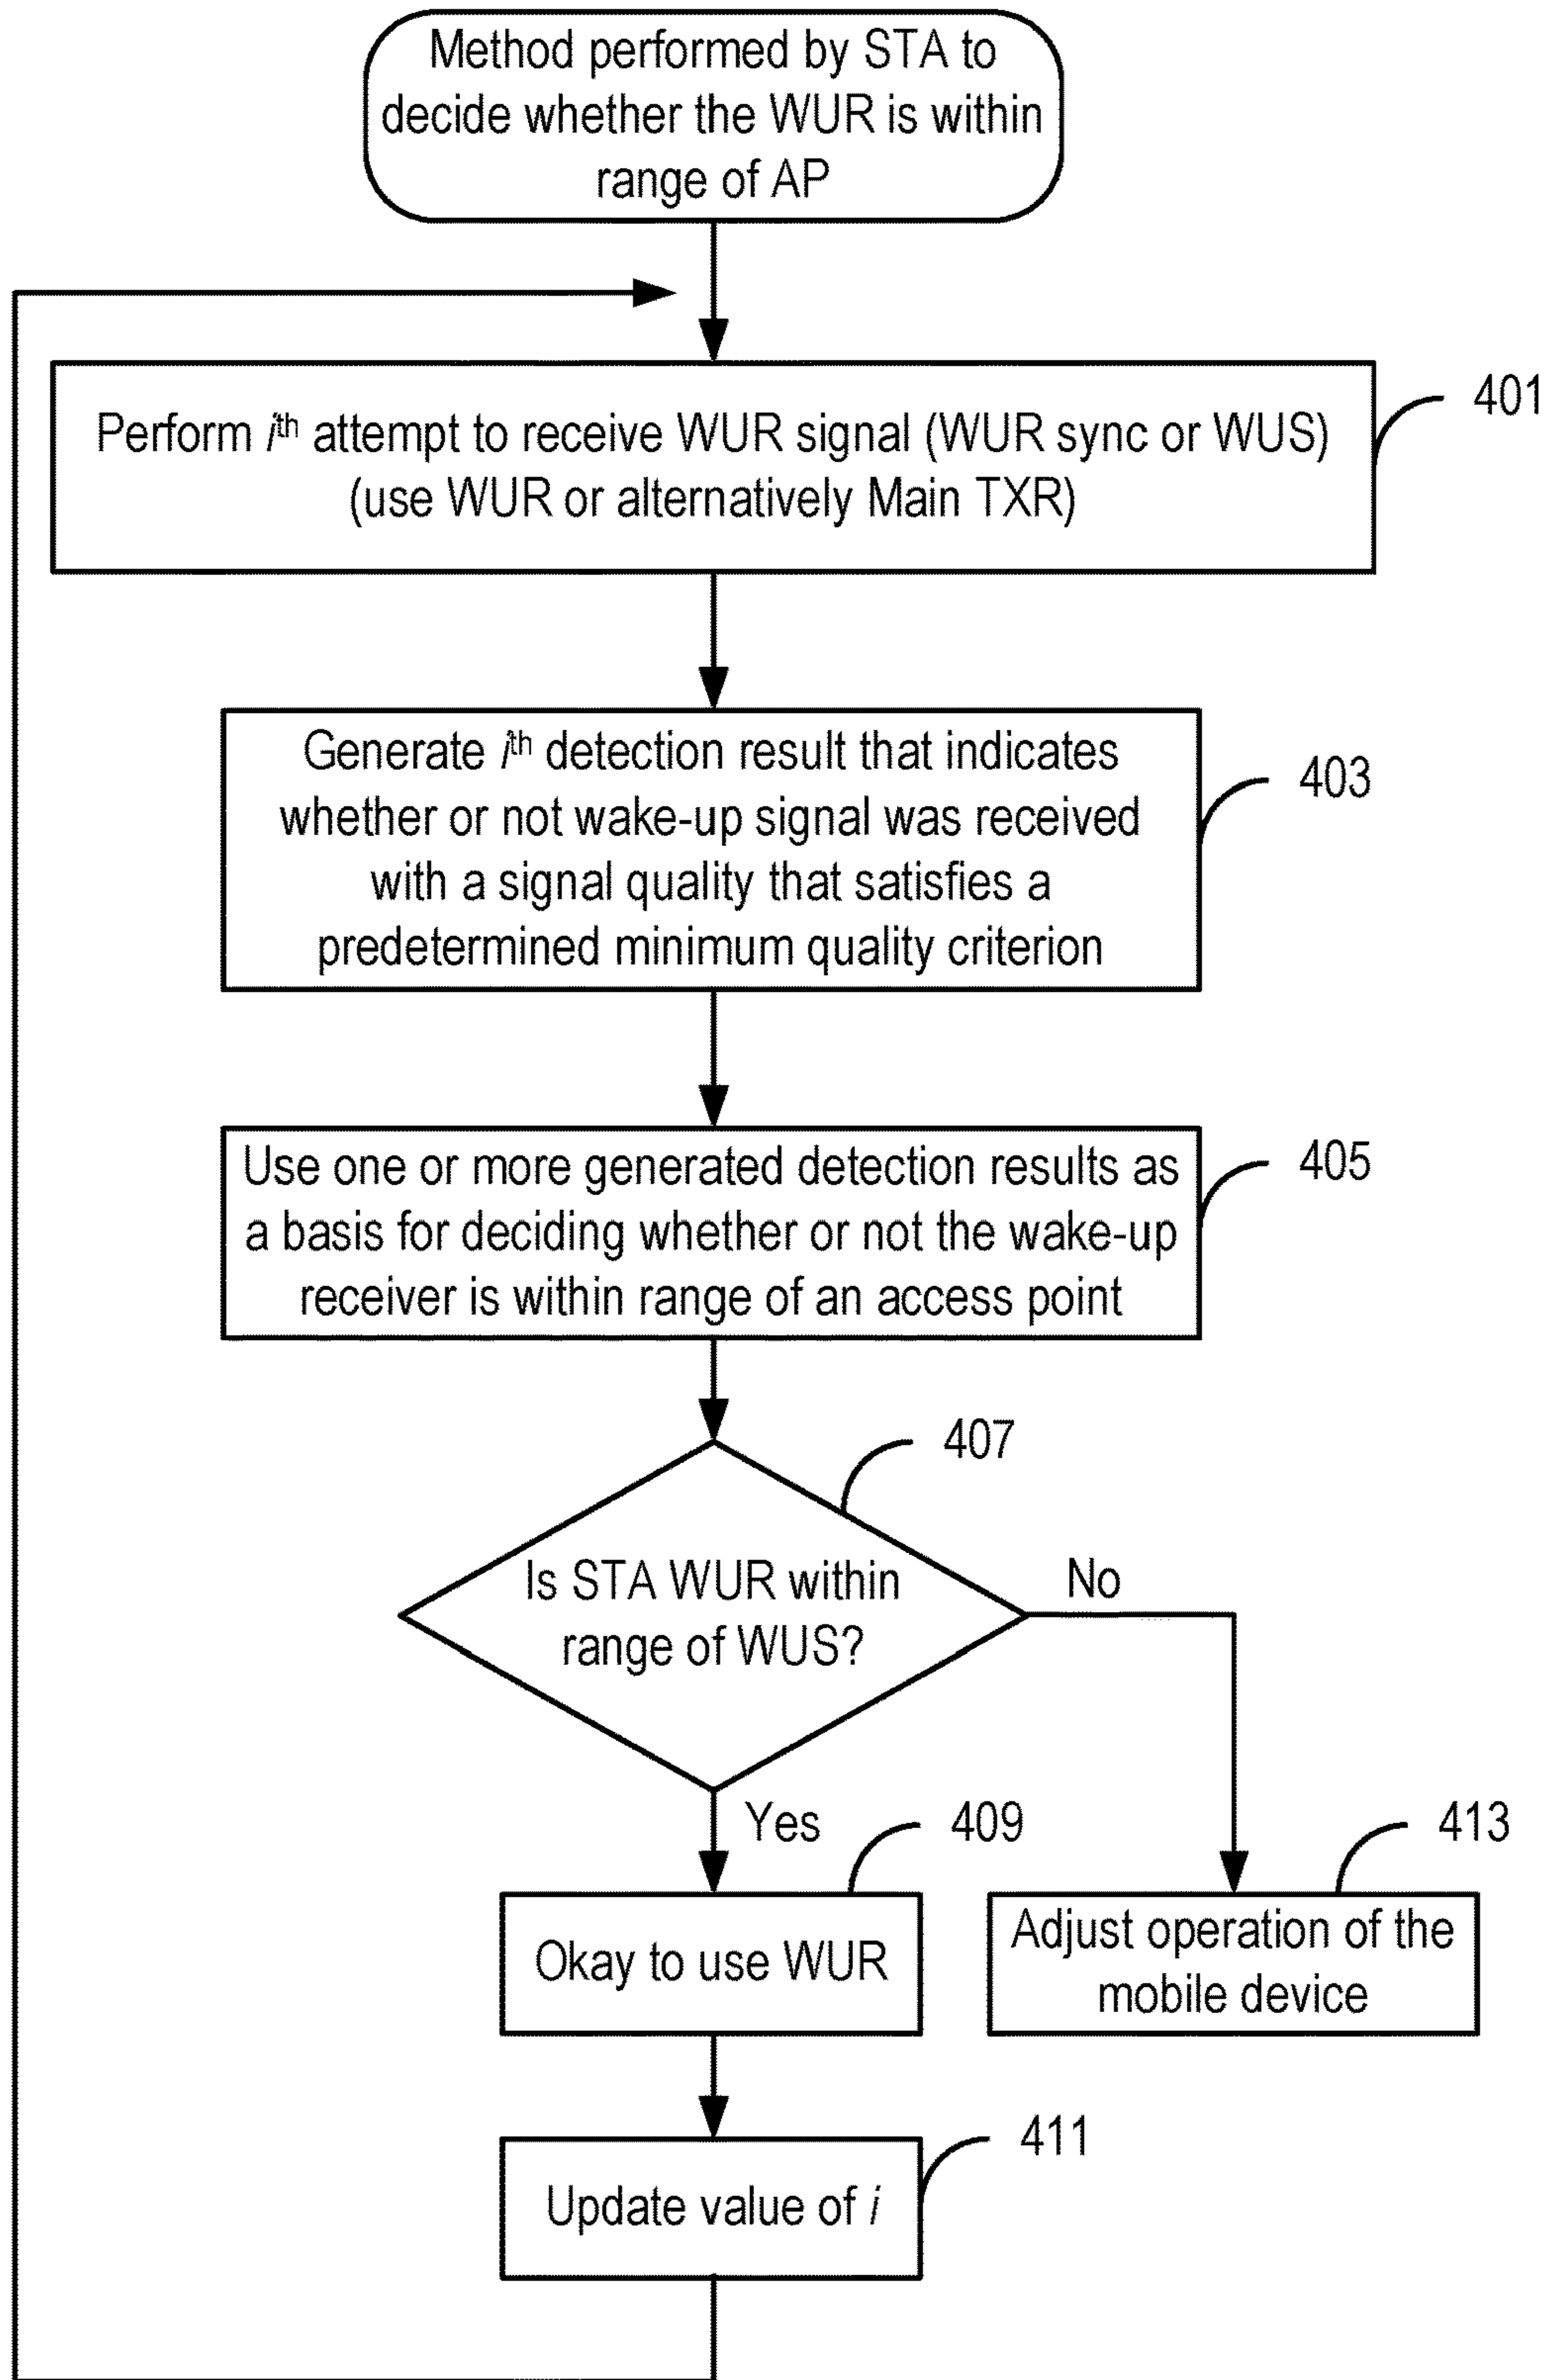 Method performed by STA to
decide whether the WUR is within
range of AP
Perform ith attempt to receive WUR signal (WUR sync or WUS)
(use WUR or alternatively Main TXR)
401
Generate ith detection result that indicates
whether or not wake-up signal was received
with a signal quality that satisfies a
predetermined minimum quality criterion
403
Use one or more generated detection results as
a basis for deciding whether or not the wake-up
receiver is within range of an access point
405
407
Is STA WUR within
range of WUS?
No
Yes
409
413
Okay to use WUR
Adjust operation of the
mobile device
411
Update value of i